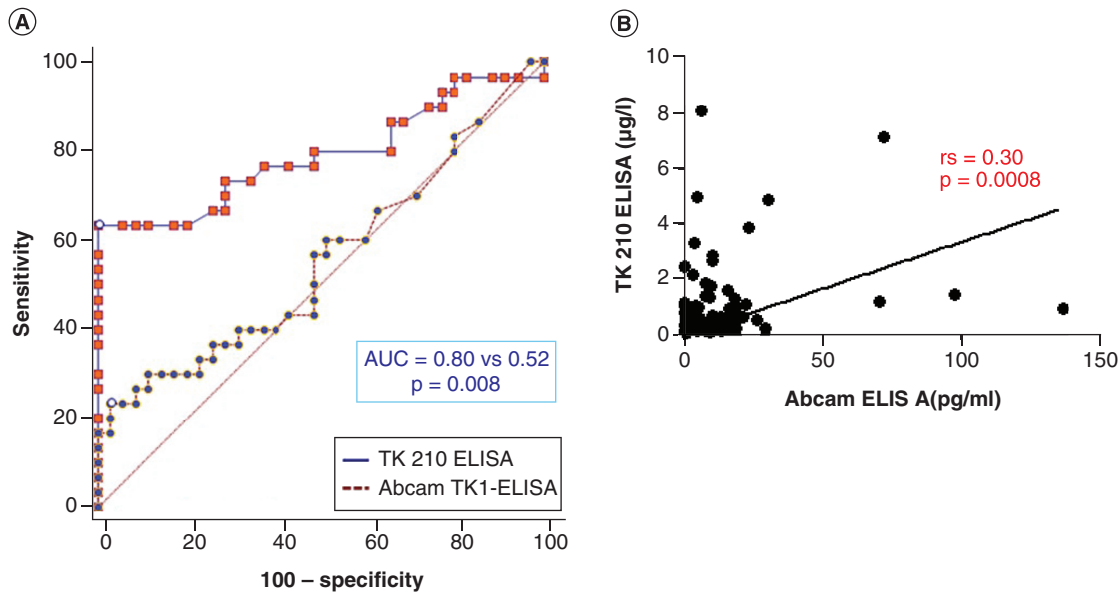 A
100
80
60
40
20
0
Sensitivity
0 20 40 60 80 100
100 – specificity
AUC = 0.80 vs 0.52
p = 0.008
TK 210 ELISA
Abcam TK1-ELISA
B
10
8
6
4
2
0
TK 210 ELISA (µg/l)
0 50 100 150
Abcam ELIS A(pg/ml)
rs = 0.30
p = 0.0008